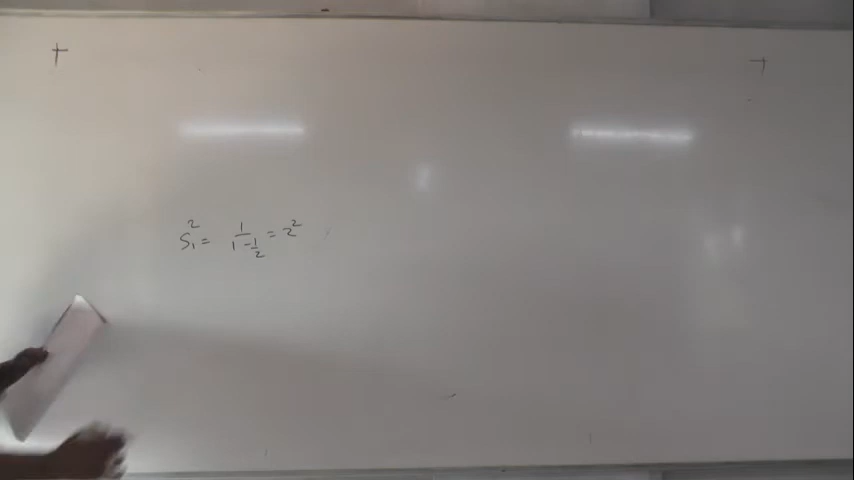 S₁² = 1/(1 - 1/2) = 2²